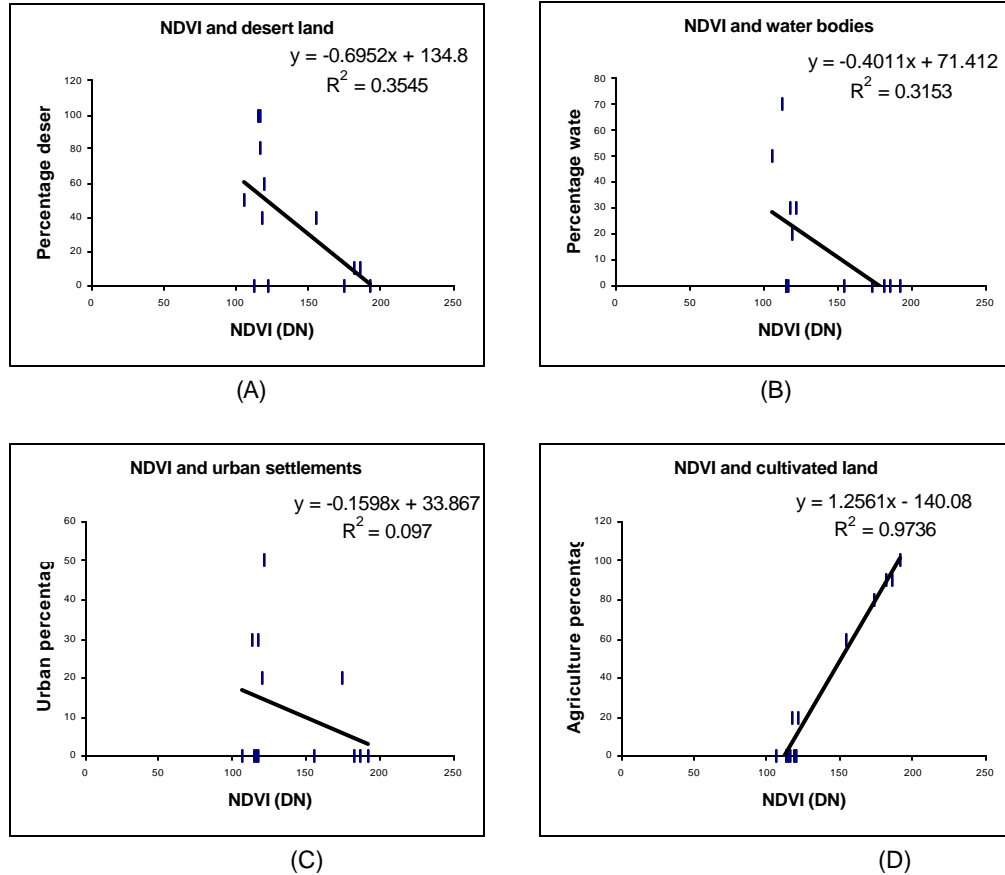 NDVI and desert land
y = -0.6952x + 134.8
R² = 0.3545
120
100
80
60
40
20
0
0 50 100 150 200 250
Percentage deser
NDVI (DN)
(A)
NDVI and water bodies
y = -0.4011x + 71.412
R² = 0.3153
80
70
60
50
40
30
20
10
0
0 50 100 150 200 250
Percentage wate
NDVI (DN)
(B)
NDVI and urban settlements
y = -0.1598x + 33.867
R² = 0.097
60
50
40
30
20
10
0
0 50 100 150 200 250
Urban percentag
NDVI (DN)
(C)
NDVI and cultivated land
y = 1.2561x - 140.08
R² = 0.9736
120
100
80
60
40
20
0
0 50 100 150 200 250
Agriculture percentag
NDVI (DN)
(D)